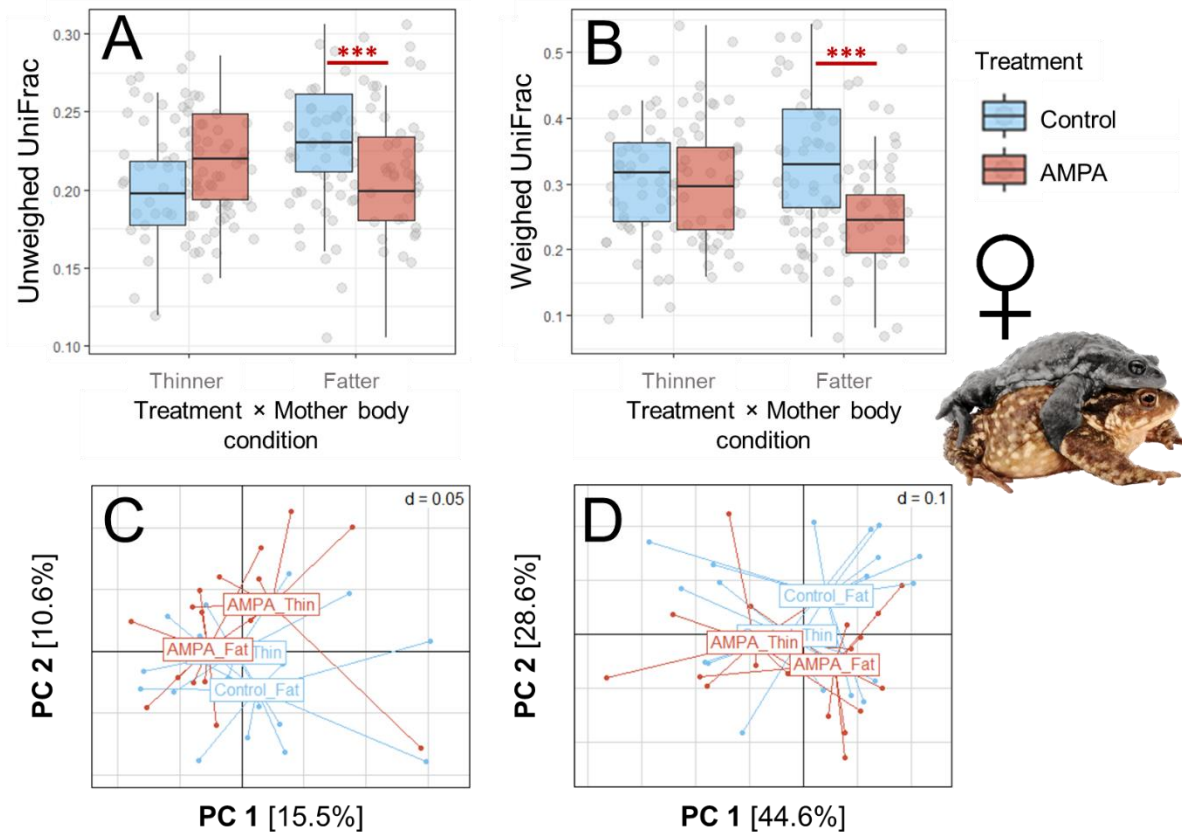 A
B
Unweighed UniFrac
0.30
0.25
0.20
0.15
0.10
***
Thinner
Fatter
Treatment × Mother body
condition
Weighed UniFrac
0.5
0.4
0.3
0.2
0.1
***
Thinner
Fatter
Treatment × Mother body
condition
Treatment
Control
AMPA
C
d = 0.05
AMPA_Thin
AMPA_Fat
Thin
Control_Fat
PC 2 [10.6%]
PC 1 [15.5%]
D
d = 0.1
Control_Fat
Thin
AMPA_Thin
AMPA_Fat
PC 2 [28.6%]
PC 1 [44.6%]